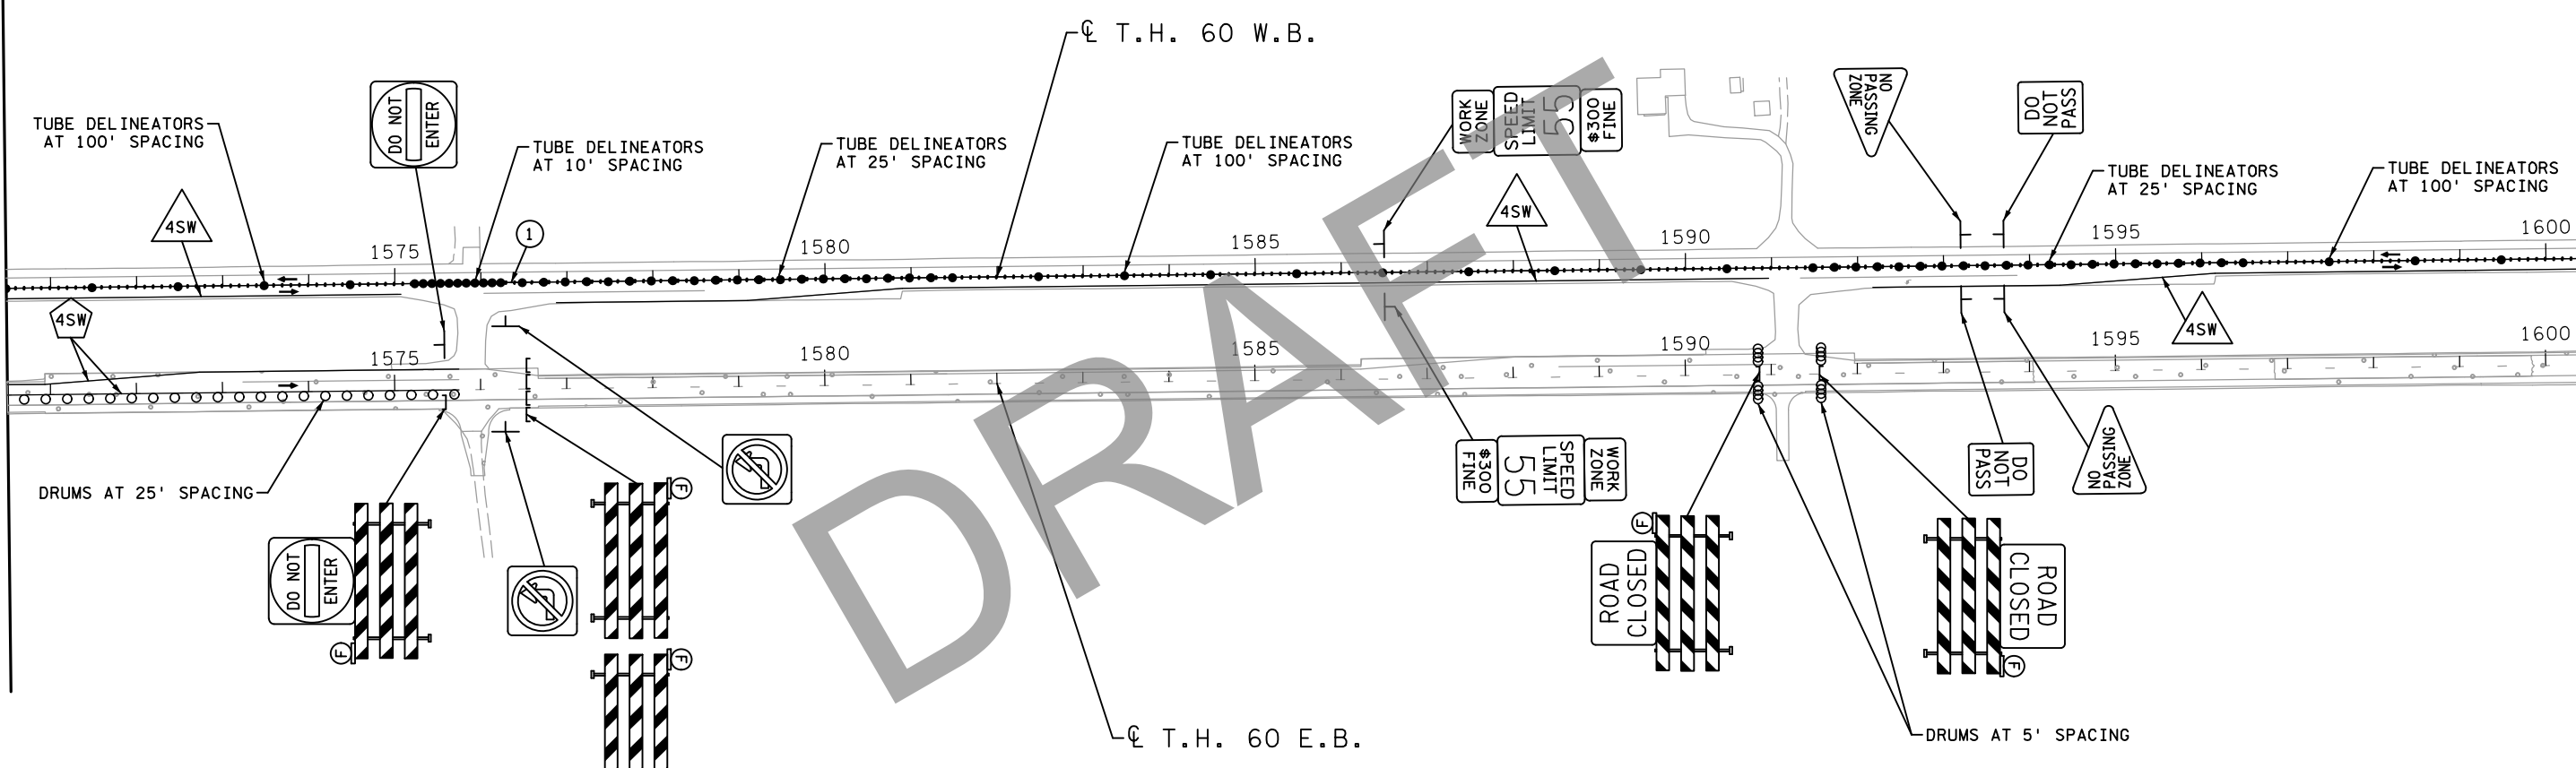 ℄ T.H. 60 W.B.
TUBE DELINEATORS
AT 100' SPACING
DO NOT
ENTER
TUBE DELINEATORS
AT 10' SPACING
TUBE DELINEATORS
AT 25' SPACING
TUBE DELINEATORS
AT 100' SPACING
WORK
ZONE
SPEED
LIMIT
55
$300
FINE
NO
PASSING
ZONE
DO
NOT
PASS
TUBE DELINEATORS
AT 25' SPACING
TUBE DELINEATORS
AT 100' SPACING
4SW
1
4SW
1575
1580
1585
1590
1595
1600
4SW
4SW
1575
1580
1585
1590
1595
1600
DRAFT
DRUMS AT 25' SPACING
DO NOT
ENTER
F
F
F
WORK
ZONE
SPEED
LIMIT
55
$300
FINE
DO
NOT
PASS
NO
PASSING
ZONE
F
ROAD
CLOSED
ROAD
CLOSED
F
℄ T.H. 60 E.B.
DRUMS AT 5' SPACING